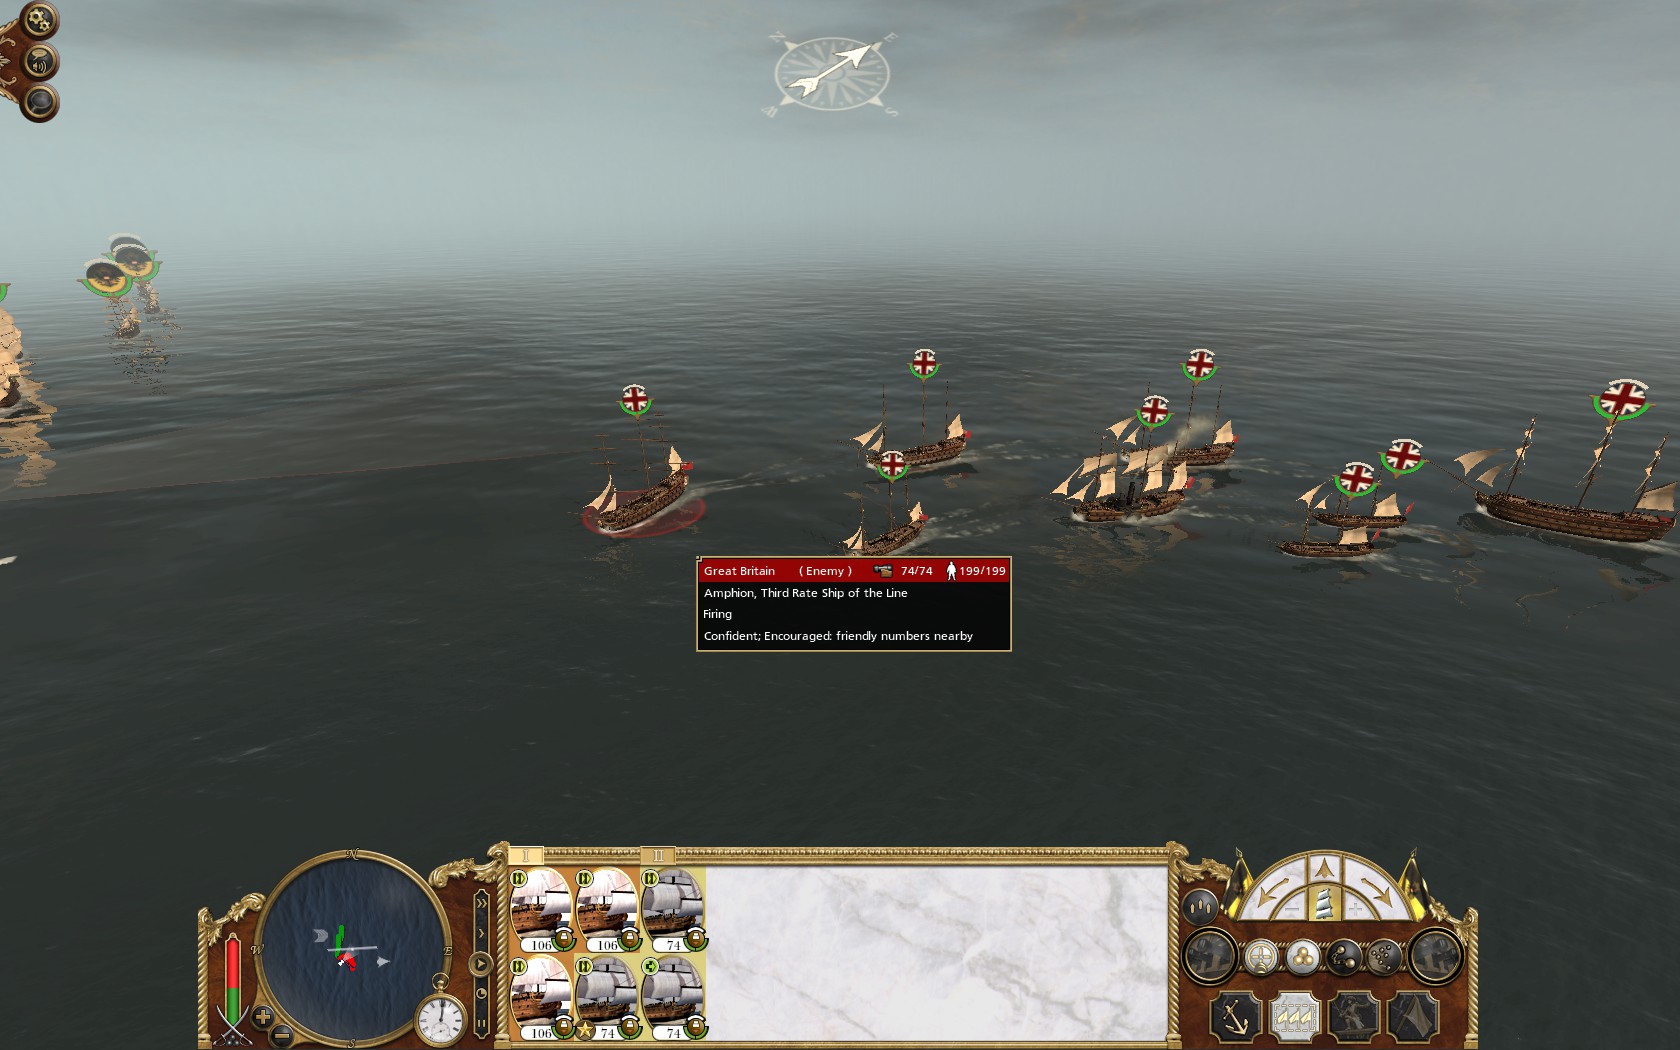 N E
W S
Great Britain ( Enemy ) 74/74 199/199
Amphion, Third Rate Ship of the Line
Firing
Confident; Encouraged: friendly numbers nearby
I II
N
W E
S
106 106 74
106 74 74